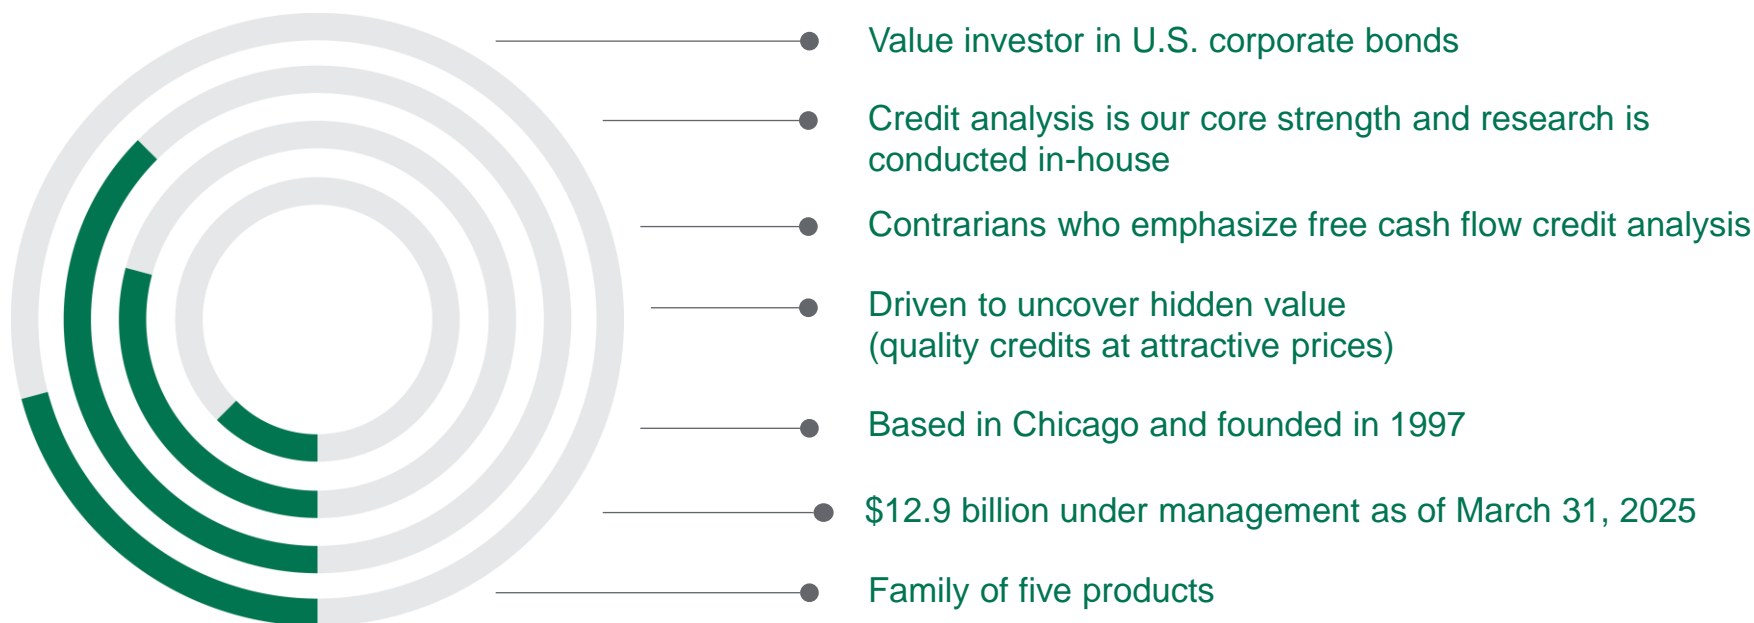 Value investor in U.S. corporate bonds
Credit analysis is our core strength and research is
conducted in-house
Contrarians who emphasize free cash flow credit analysis
Driven to uncover hidden value
(quality credits at attractive prices)
Based in Chicago and founded in 1997
$12.9 billion under management as of March 31, 2025
Family of five products